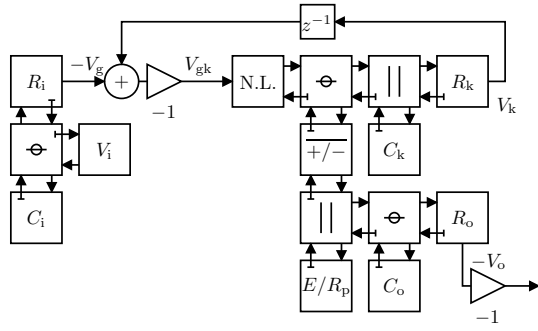 z⁻¹
−V_g V_gk
R_i + N.L. || R_k
−1 V_k
V_i +/− C_k
C_i || R_o
−V_o
E/R_p C_o
−1